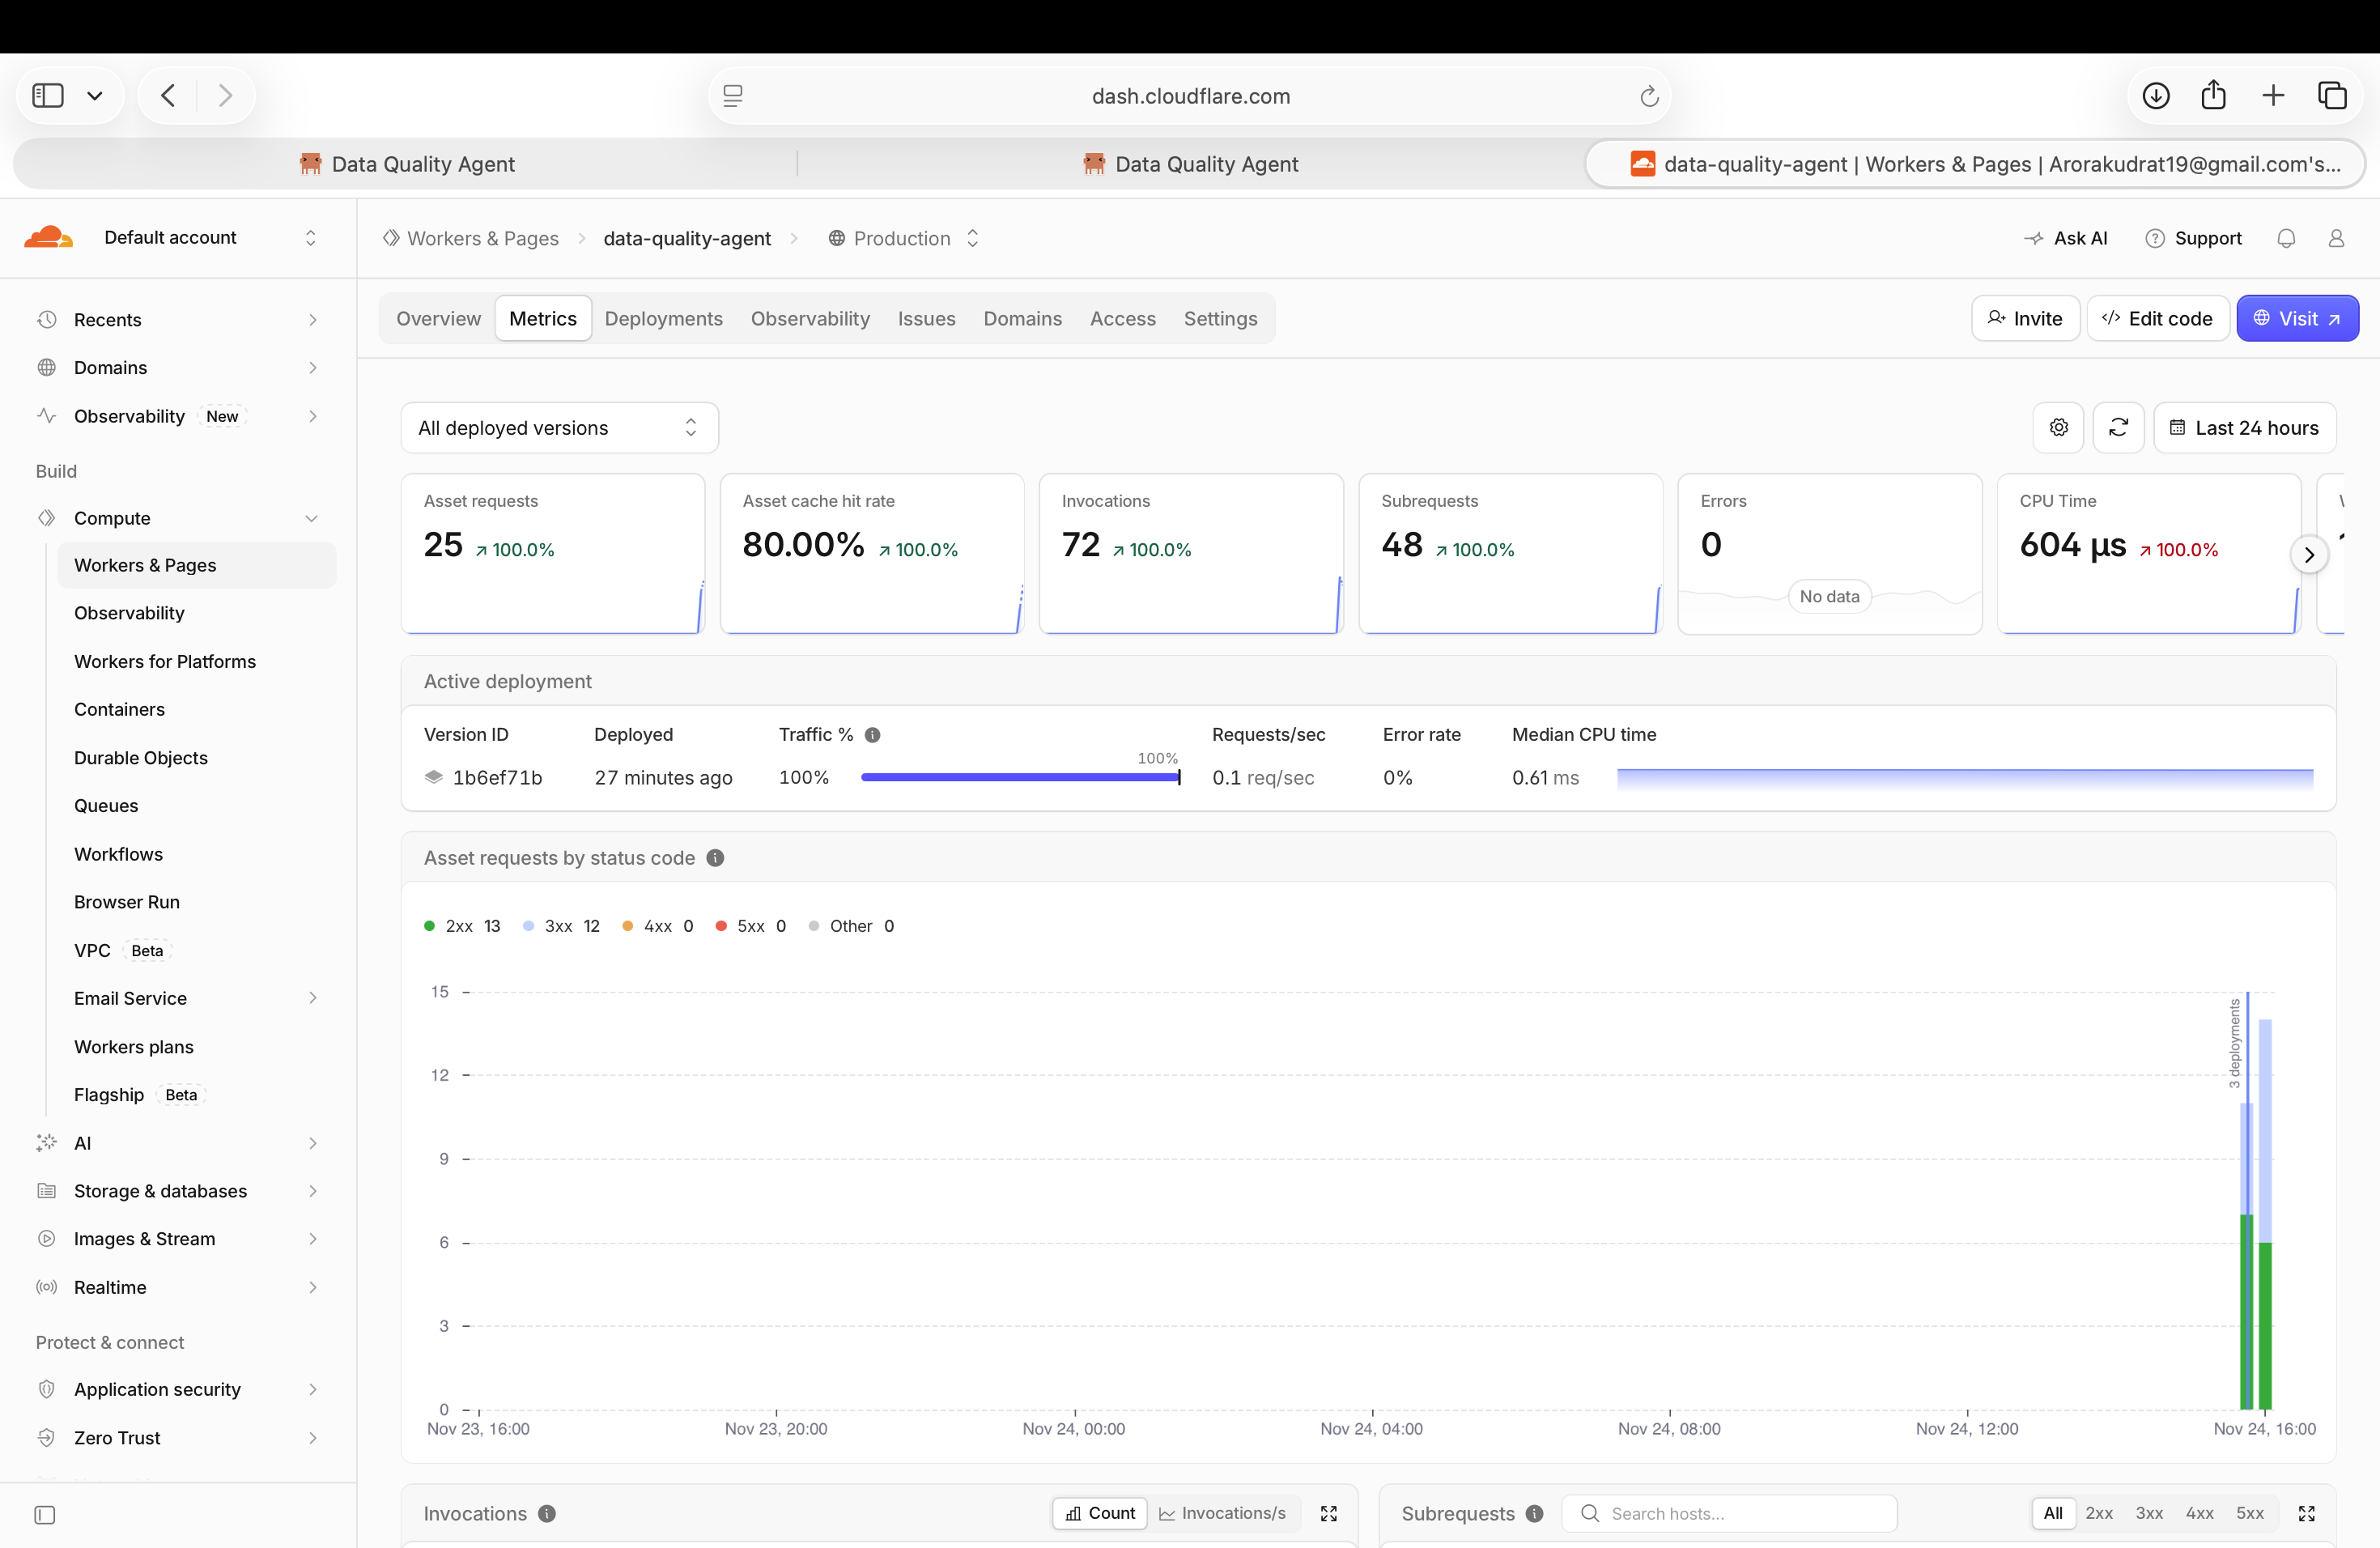 dash.cloudflare.com
Data Quality Agent
Data Quality Agent
data-quality-agent | Workers & Pages | Arorakudrat19@gmail.com's...
Default account
Workers & Pages
data-quality-agent
Production
Ask AI
Support
Recents
Domains
Observability New
Build
Compute
Workers & Pages
Observability
Workers for Platforms
Containers
Durable Objects
Queues
Workflows
Browser Run
VPC Beta
Email Service
Workers plans
Flagship Beta
AI
Storage & databases
Images & Stream
Realtime
Protect & connect
Application security
Zero Trust
Overview Metrics Deployments Observability Issues Domains Access Settings
Invite
Edit code
Visit
All deployed versions
Last 24 hours
Asset requests
25 100.0%
Asset cache hit rate
80.00% 100.0%
Invocations
72 100.0%
Subrequests
48 100.0%
Errors
0
No data
CPU Time
604 µs 100.0%
Active deployment
Version ID Deployed Traffic % Requests/sec Error rate Median CPU time
100%
1b6ef71b 27 minutes ago 100% 0.1 req/sec 0% 0.61 ms
Asset requests by status code
2xx 13 3xx 12 4xx 0 5xx 0 Other 0
15
12
9
6
3
0
3 deployments
Nov 23, 16:00 Nov 23, 20:00 Nov 24, 00:00 Nov 24, 04:00 Nov 24, 08:00 Nov 24, 12:00 Nov 24, 16:00
Invocations
Count
Invocations/s
Subrequests
Search hosts...
All 2xx 3xx 4xx 5xx